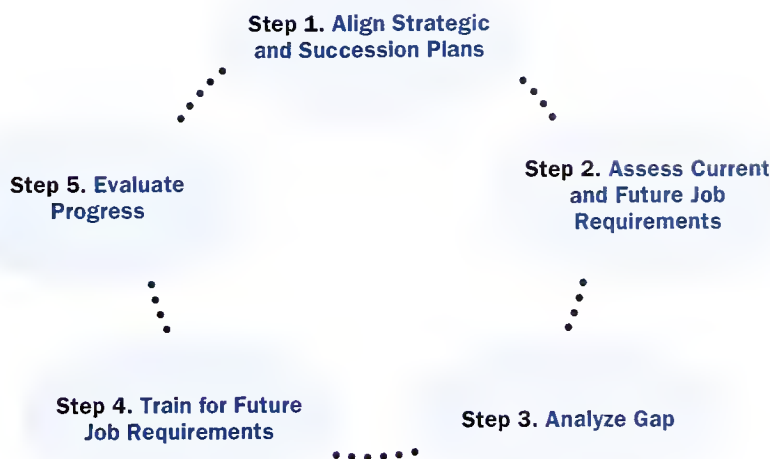 Step 1. Align Strategic
and Succession Plans
Step 2. Assess Current
and Future Job
Requirements
Step 3. Analyze Gap
Step 4. Train for Future
Job Requirements
Step 5. Evaluate
Progress